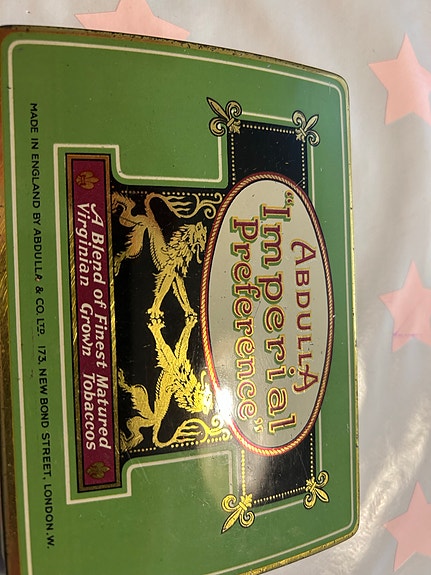 ABDULLA
"Imperial
Preference"
A Blend of Finest Matured
Virginian Grown Tobaccos
MADE IN ENGLAND BY ABDULLA & CO. LTD. 173, NEW BOND STREET, LONDON, W.